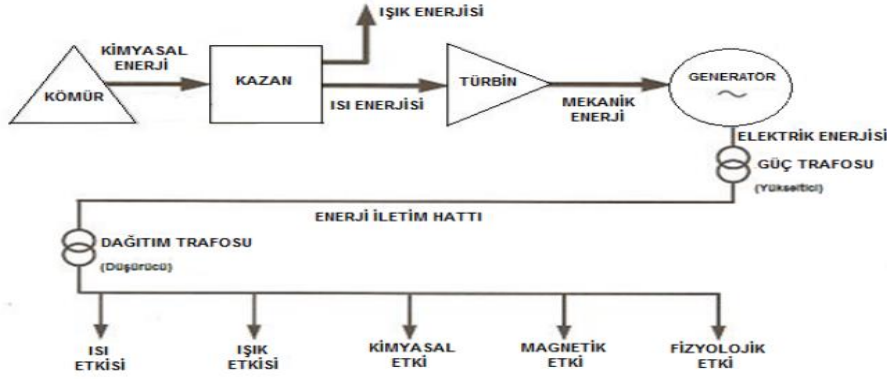 IŞIK ENERJİSİ
KİMYASAL
ENERJİ
KÖMÜR
KAZAN
ISI ENERJİSİ
TÜRBİN
MEKANİK
ENERJİ
GENERATÖR
ELEKTRİK ENERJİSİ
GÜÇ TRAFOSU
(Yükseltici)
ENERJİ İLETİM HATTI
DAĞITIM TRAFOSU
(Düşürücü)
ISI
ETKİSİ
IŞIK
ETKİSİ
KİMYASAL
ETKİ
MAGNETİK
ETKİ
FİZYOLOJİK
ETKİ